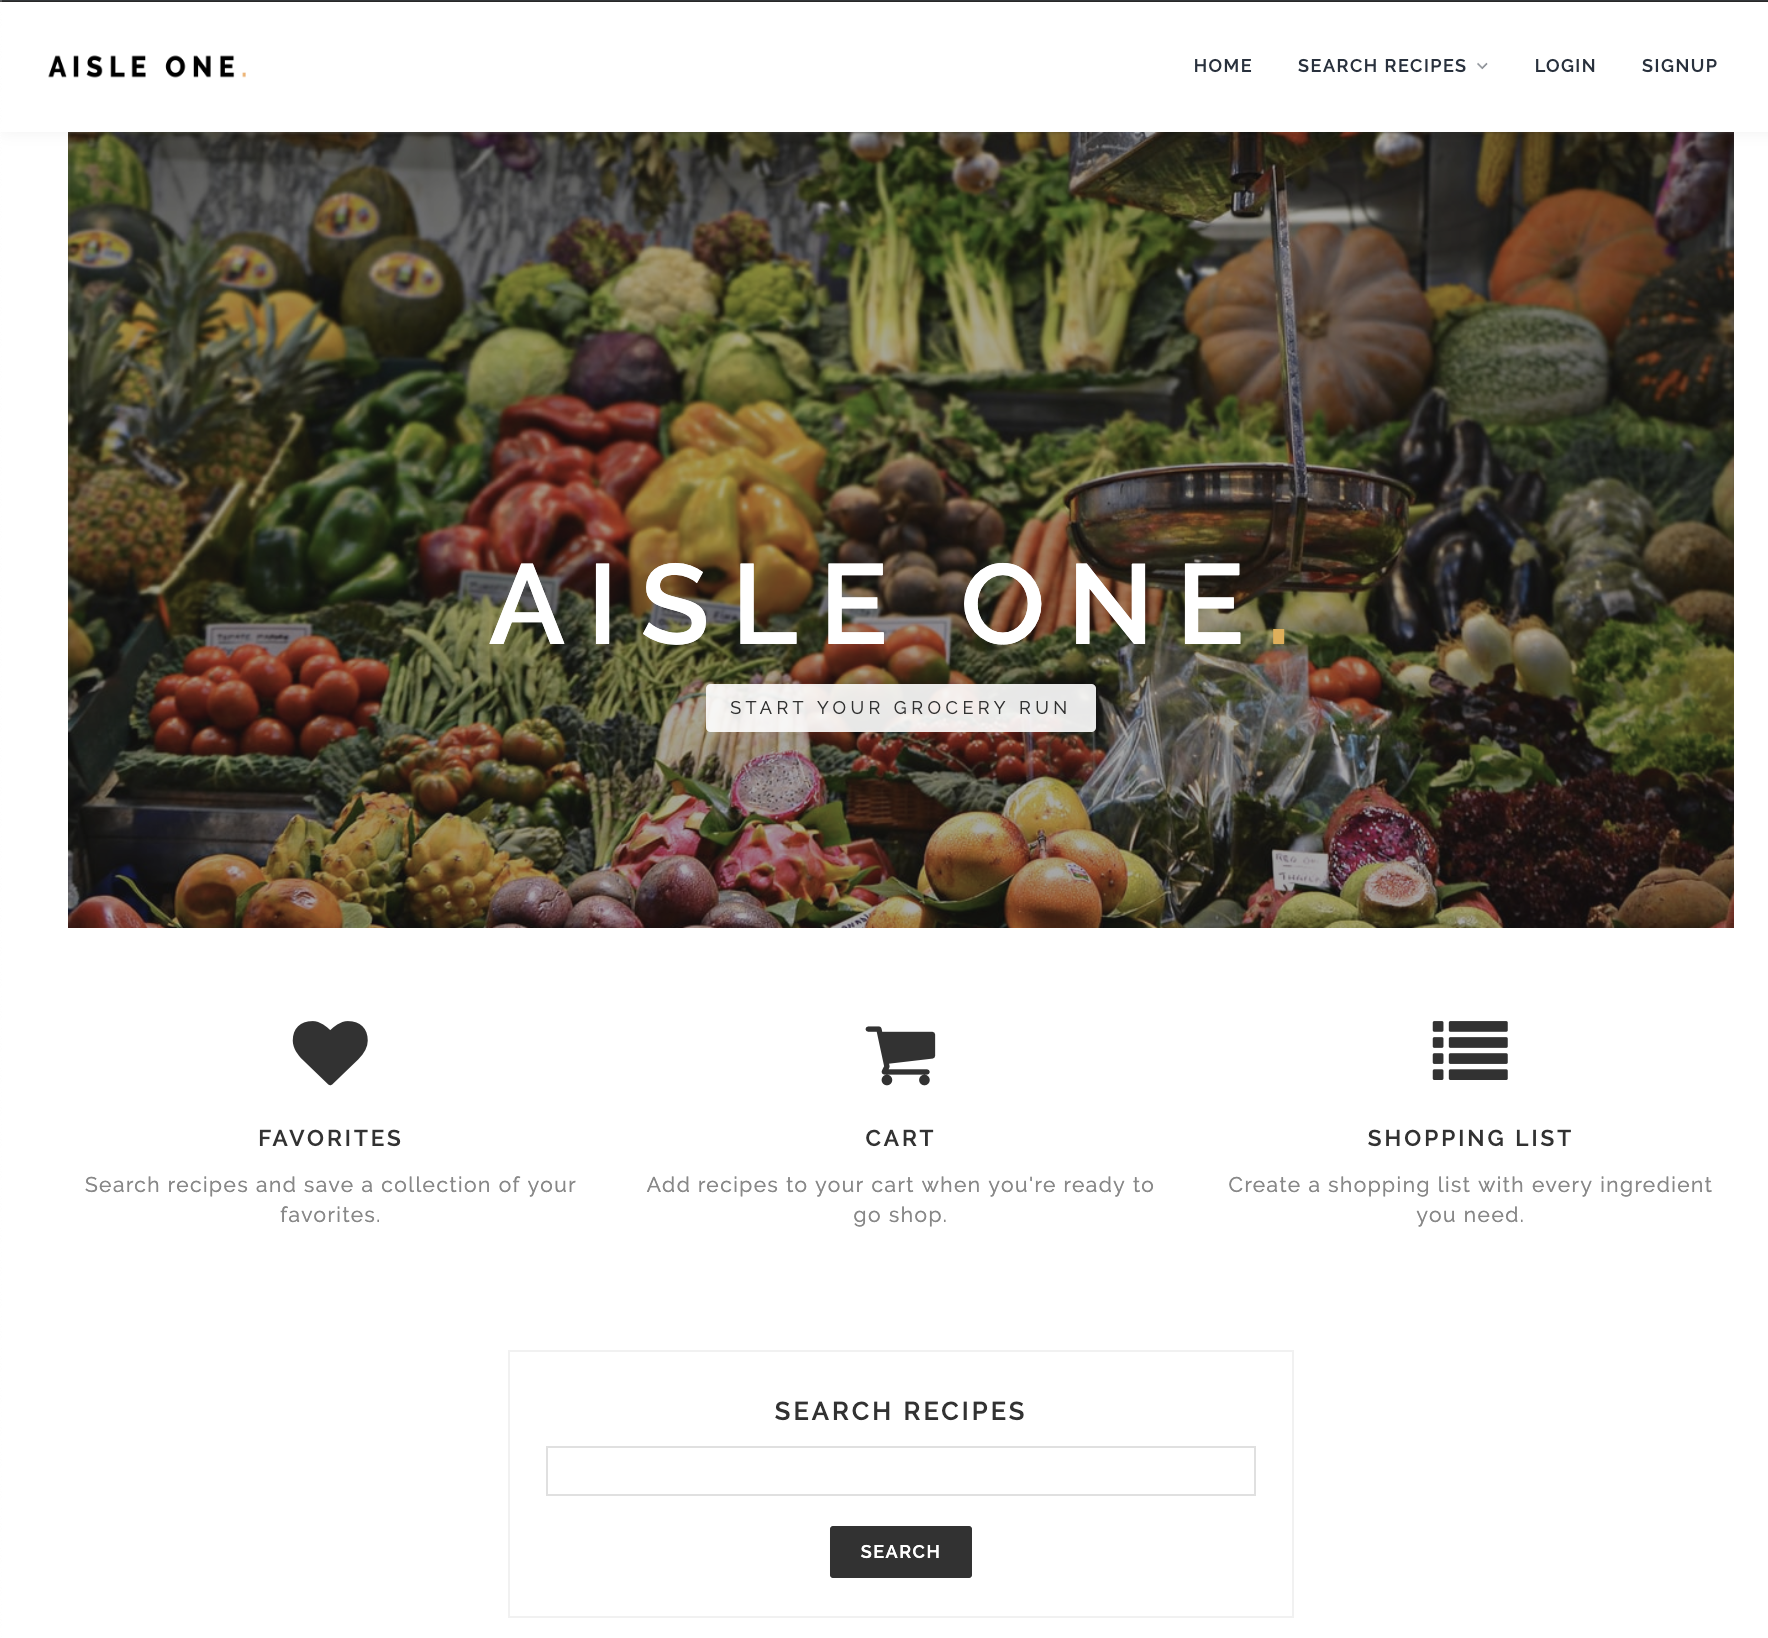 AISLE ONE.
HOME SEARCH RECIPES LOGIN SIGNUP
AISLE ONE.
START YOUR GROCERY RUN
FAVORITES
Search recipes and save a collection of your
favorites.
CART
Add recipes to your cart when you're ready to
go shop.
SHOPPING LIST
Create a shopping list with every ingredient
you need.
SEARCH RECIPES
SEARCH